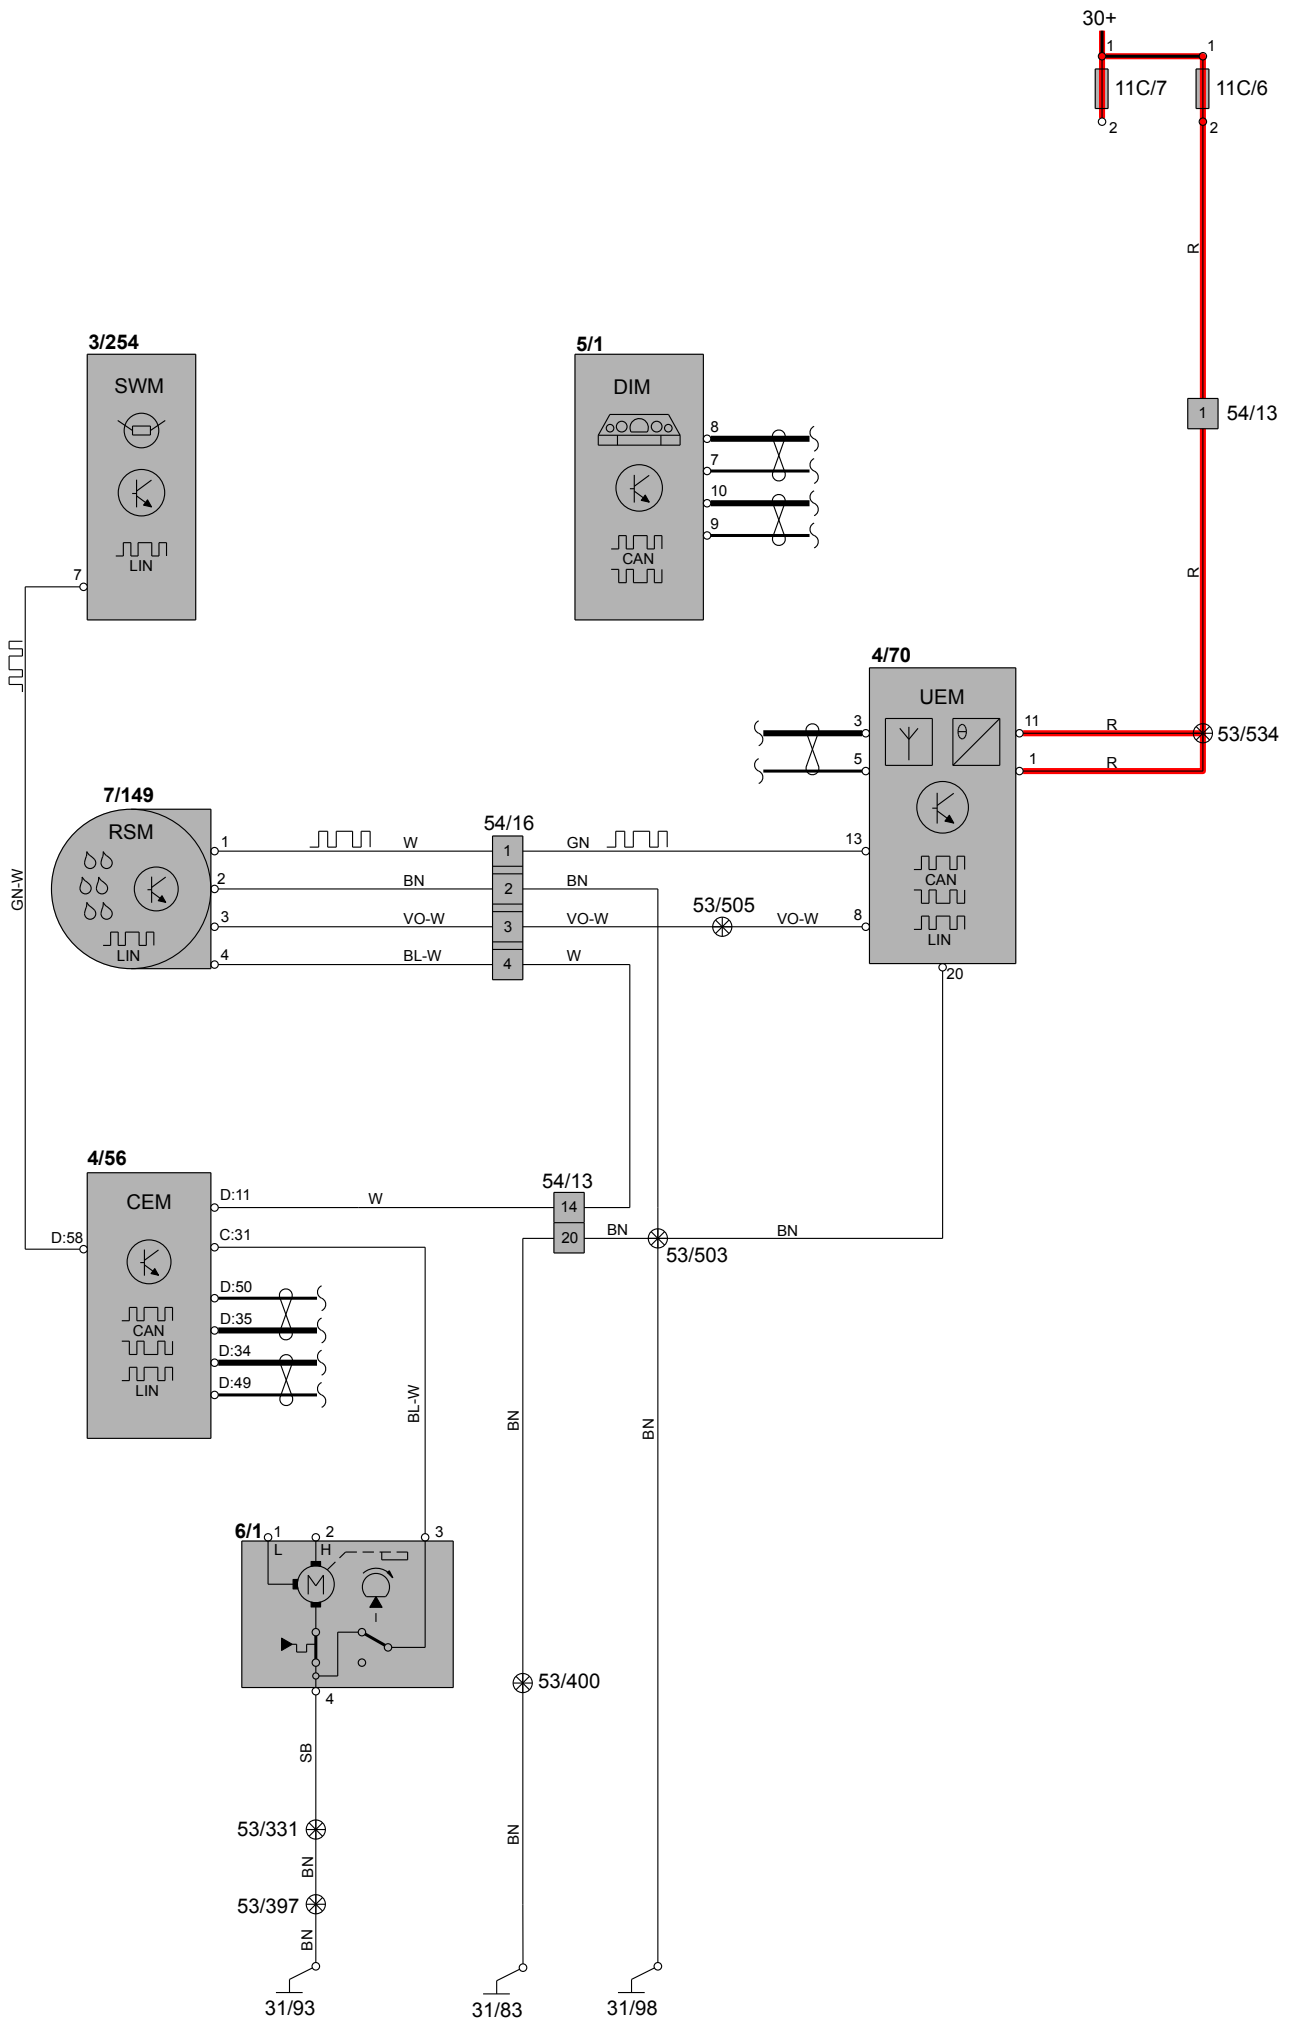 30+
1
1
11C/7
11C/6
2
2
R
3/254
SWM
LIN
7
5/1
DIM
8
7
10
9
CAN
1
54/13
R
4/70
UEM
θ
3
11
R
53/534
5
1
R
13
CAN
8
LIN
20
7/149
RSM
LIN
1
W
54/16
1
GN
2
BN
2
BN
3
VO-W
3
VO-W
53/505
VO-W
4
BL-W
4
W
GN-W
4/56
CEM
D:11
W
54/13
14
D:58
C:31
20
BN
53/503
BN
D:50
D:35
CAN
D:34
D:49
LIN
BL-W
BN
BN
6/1
1
2
3
L
H
M
4
53/400
SB
53/331
BN
BN
53/397
BN
31/93
31/83
31/98